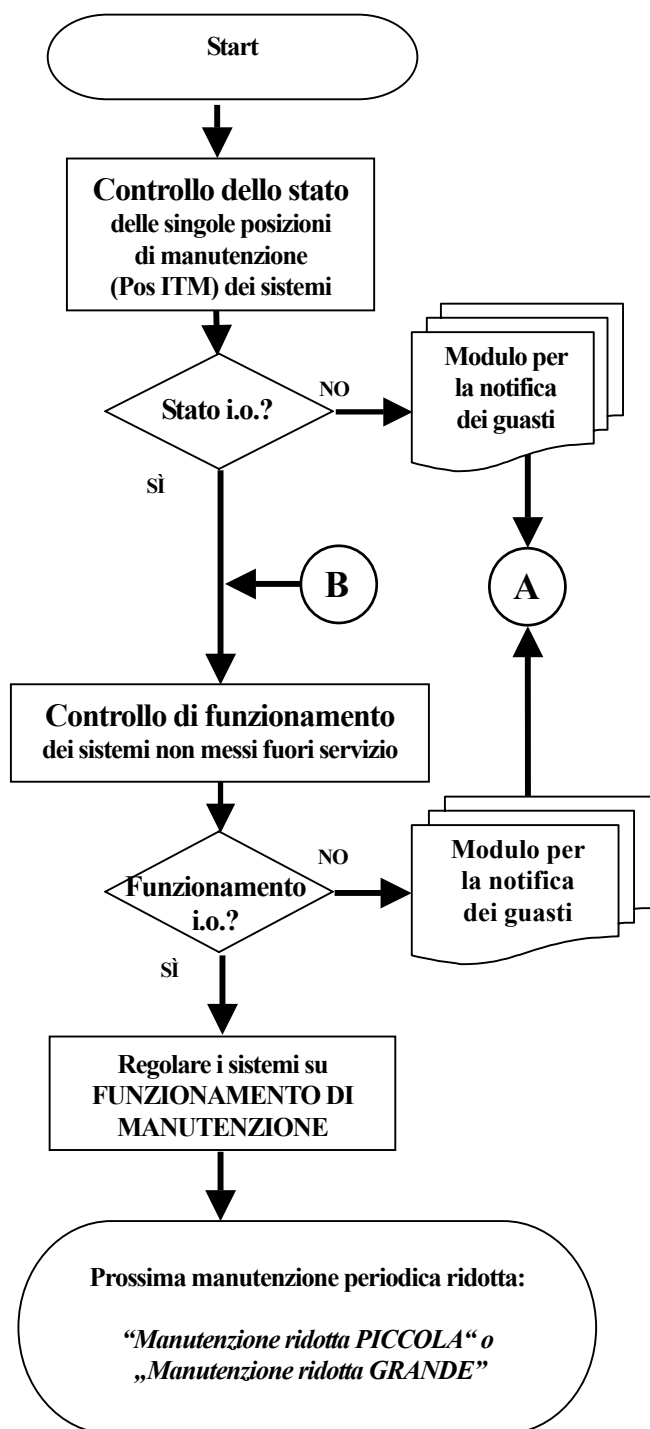 Start
Controllo dello stato
delle singole posizioni
di manutenzione
(Pos ITM) dei sistemi
Stato i.o.?
NO
Modulo per
la notifica
dei guasti
SÌ
B
A
Controllo di funzionamento
dei sistemi non messi fuori servizio
Funzionamento
i.o.?
NO
Modulo per
la notifica
dei guasti
SÌ
Regolare i sistemi su
FUNZIONAMENTO DI
MANUTENZIONE
Prossima manutenzione periodica ridotta:
“Manutenzione ridotta PICCOLA“ o
„Manutenzione ridotta GRANDE”